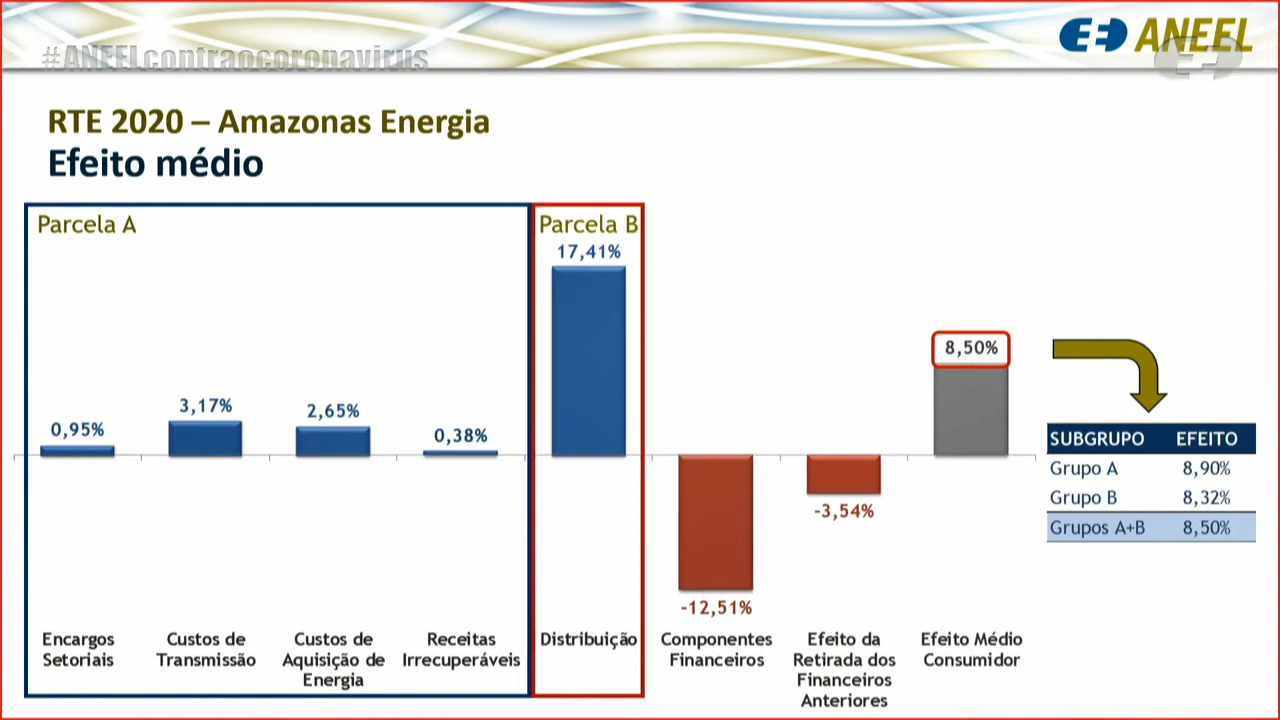 #ANEELcontraocoronavirus
ANEEL
RTE 2020 – Amazonas Energia
Efeito médio
Parcela A
Parcela B
0,95%
3,17%
2,65%
0,38%
17,41%
-12,51%
-3,54%
8,50%
Encargos
Setoriais
Custos de
Transmissão
Custos de
Aquisição de
Energia
Receitas
Irrecuperáveis
Distribuição
Componentes
Financeiros
Efeito da
Retirada dos
Financeiros
Anteriores
Efeito Médio
Consumidor
SUBGRUPO EFEITO
Grupo A 8,90%
Grupo B 8,32%
Grupos A+B 8,50%